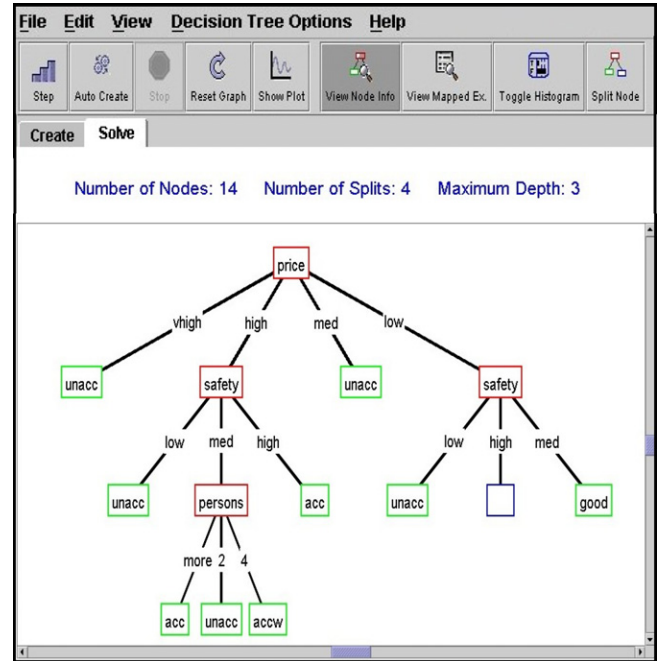 File Edit View Decision Tree Options Help
Step Auto Create Stop Reset Graph Show Plot View Node Info View Mapped Ex. Toggle Histogram Split Node
Create Solve
Number of Nodes: 14 Number of Splits: 4 Maximum Depth: 3
price
vhigh high med low
unacc safety unacc safety
low med high low high med
unacc persons acc unacc good
more 2 4
acc unacc accw